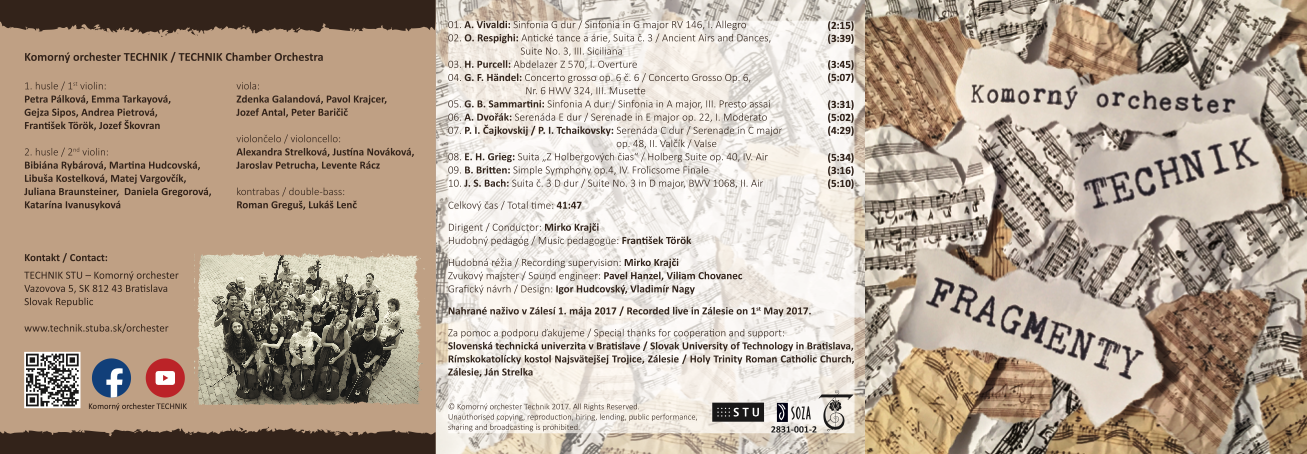 Komorný orchester TECHNIK / TECHNIK Chamber Orchestra
1. husle / 1st violin:
Petra Pálková, Emma Tarkayová,
Gejza Sipos, Andrea Pietrová,
František Török, Jozef Škovran
2. husle / 2nd violin:
Bibiána Rybárová, Martina Hudcovská,
Libuša Kostelková, Matej Vargovčík,
Juliana Braunsteiner, Daniela Gregorová,
Katarína Ivanusyková
viola:
Zdenka Galandová, Pavol Krajcer,
Jozef Antal, Peter Baričič
violončelo / violoncello:
Alexandra Strelková, Justína Nováková,
Jaroslav Petrucha, Levente Rácz
kontrabas / double-bass:
Roman Greguš, Lukáš Lenč
Kontakt / Contact:
TECHNIK STU – Komorný orchester
Vazovova 5, SK 812 43 Bratislava
Slovak Republic
www.technik.stuba.sk/orchester
Komorný orchester TECHNIK
01. A. Vivaldi: Sinfonia G dur / Sinfonia in G major RV 146, I. Allegro (2:15)
02. O. Respighi: Antické tance a árie, Suita č. 3 / Ancient Airs and Dances, (3:39)
Suite No. 3, III. Siciliana
03. H. Purcell: Abdelazer Z 570, I. Overture (3:45)
04. G. F. Händel: Concerto grosso op. 6 č. 6 / Concerto Grosso Op. 6, (5:07)
Nr. 6 HWV 324, III. Musette
05. G. B. Sammartini: Sinfonia A dur / Sinfonia in A major, III. Presto assai (3:31)
06. A. Dvořák: Serenáda E dur / Serenade in E major op. 22, I. Moderato (5:02)
07. P. I. Čajkovskij / P. I. Tchaikovsky: Serenáda C dur / Serenade in C major (4:29)
op. 48, II. Valčík / Valse
08. E. H. Grieg: Suita „Z Holbergových čias" / Holberg Suite op. 40, IV. Air (5:34)
09. B. Britten: Simple Symphony op.4, IV. Frolicsome Finale (3:16)
10. J. S. Bach: Suita č. 3 D dur / Suite No. 3 in D major, BWV 1068, II. Air (5:10)
Celkový čas / Total time: 41:47
Dirigent / Conductor: Mirko Krajči
Hudobný pedagóg / Music pedagogue: František Török
Hudobná réžia / Recording supervision: Mirko Krajči
Zvukový majster / Sound engineer: Pavel Hanzel, Viliam Chovanec
Grafický návrh / Design: Igor Hudcovský, Vladimír Nagy
Nahrané naživo v Zálesí 1. mája 2017 / Recorded live in Zálesie on 1st May 2017.
Za pomoc a podporu ďakujeme / Special thanks for cooperation and support:
Slovenská technická univerzita v Bratislave / Slovak University of Technology in Bratislava,
Rímskokatolícky kostol Najsvätejšej Trojice, Zálesie / Holy Trinity Roman Catholic Church,
Zálesie, Ján Strelka
© Komorný orchester Technik 2017. All Rights Reserved.
Unauthorised copying, reproduction, hiring, lending, public performance,
sharing and broadcasting is prohibited.
STU
SOZA
2831-001-2
Komorný orchester
TECHNIK
FRAGMENTY